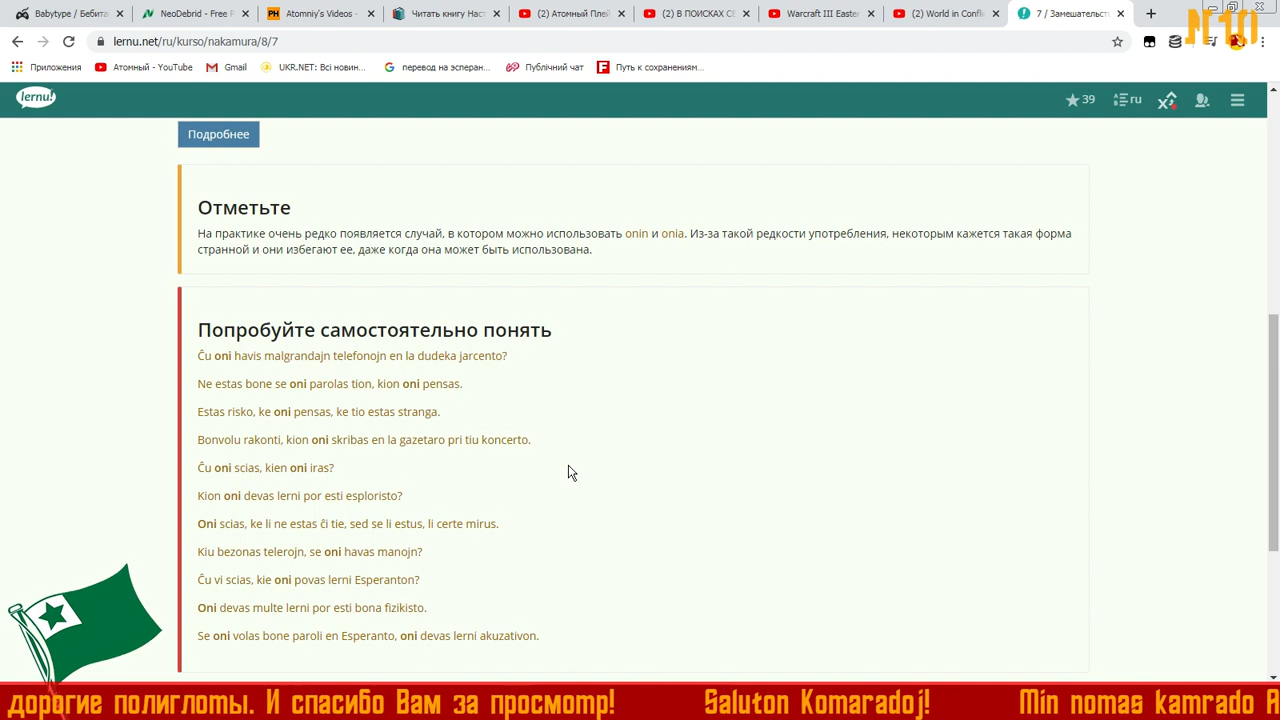 Babytype / Бебита
NeoDebrid - Free P
Atomniy's Videos -
Читать книгу Наст
(2) Атомный Плей
(2) В ПОИСКАХ СЕ
Warcraft III Easter
(2) World in Conflic
7 / Замешательст
N10
lernu.net/ru/kurso/nakamura/8/7
Приложения
Атомный - YouTube
Gmail
UKR.NET: Всі новин...
перевод на эсперан...
Публічний чат
Путь к сохранениям...
lernu!
39
ru
Подробнее
Отметьте
На практике очень редко появляется случай, в котором можно использовать onin и onia. Из-за такой редкости употребления, некоторым кажется такая форма
странной и они избегают ее, даже когда она может быть использована.
Попробуйте самостоятельно понять
Ĉu oni havis malgrandajn telefonojn en la dudeka jarcento?
Ne estas bone se oni parolas tion, kion oni pensas.
Estas risko, ke oni pensas, ke tio estas stranga.
Bonvolu rakonti, kion oni skribas en la gazetaro pri tiu koncerto.
Ĉu oni scias, kien oni iras?
Kion oni devas lerni por esti esploristo?
Oni scias, ke li ne estas ĉi tie, sed se li estus, li certe mirus.
Kiu bezonas telerojn, se oni havas manojn?
Ĉu vi scias, kie oni povas lerni Esperanton?
Oni devas multe lerni por esti bona fizikisto.
Se oni volas bone paroli en Esperanto, oni devas lerni akuzativon.
дорогие полиглоты. И спасибо Вам за просмотр! Saluton Komaradoj! Min nomas kamrado A